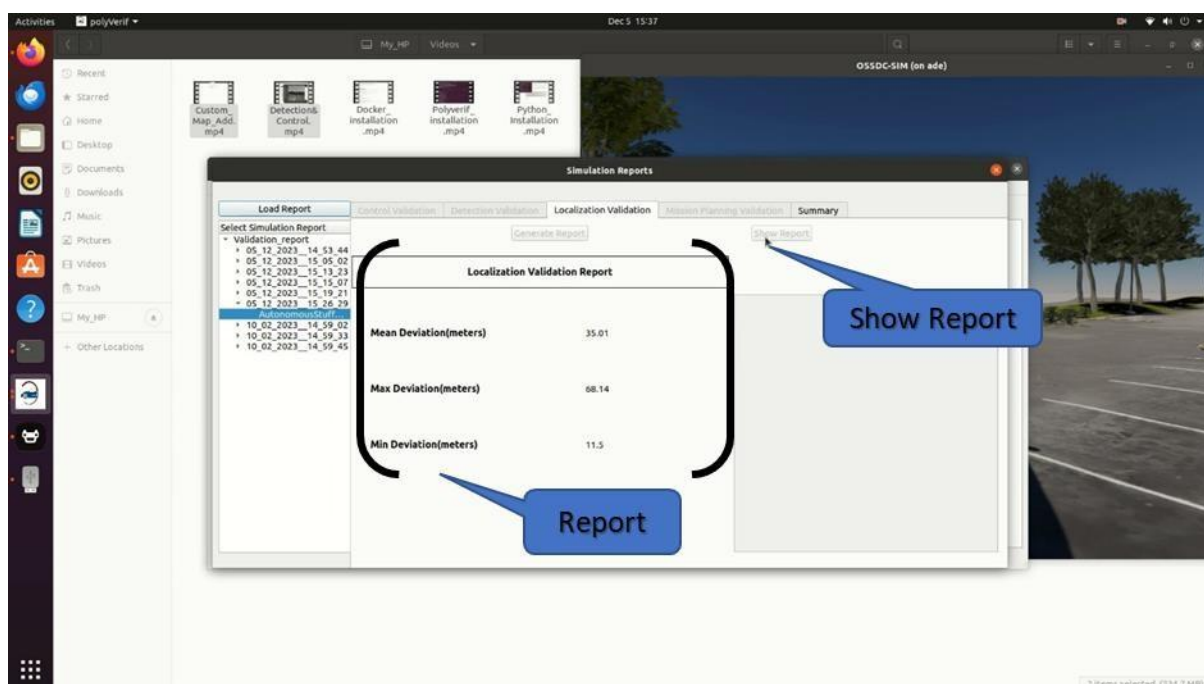 Activities
polyVerif
Dec 5 15:37
My_HP
Videos
OSSDC-SIM (on ade)
Recent
Starred
Home
Desktop
Documents
Downloads
Music
Pictures
Videos
Trash
My_HP
+ Other Locations
Custom_
Map_Add.
mp4
Detection&
Control.
mp4
Docker_
installation
.mp4
Polyverif_
installation
.mp4
Python_
Installation
.mp4
Simulation Reports
Load Report
Control Validation
Detection Validation
Localization Validation
Mission Planning Validation
Summary
Select Simulation Report
Validation_report
05_12_2023__14_53_44
05_12_2023__15_05_02
05_12_2023__15_13_23
05_12_2023__15_15_07
05_12_2023__15_19_21
05_12_2023__15_26_29
AutonomousStuff...
10_02_2023__14_59_02
10_02_2023__14_59_33
10_02_2023__14_59_45
Generate Report
Show Report
Localization Validation Report
Mean Deviation(meters) 35.01
Max Deviation(meters) 68.14
Min Deviation(meters) 11.5
Show Report
Report